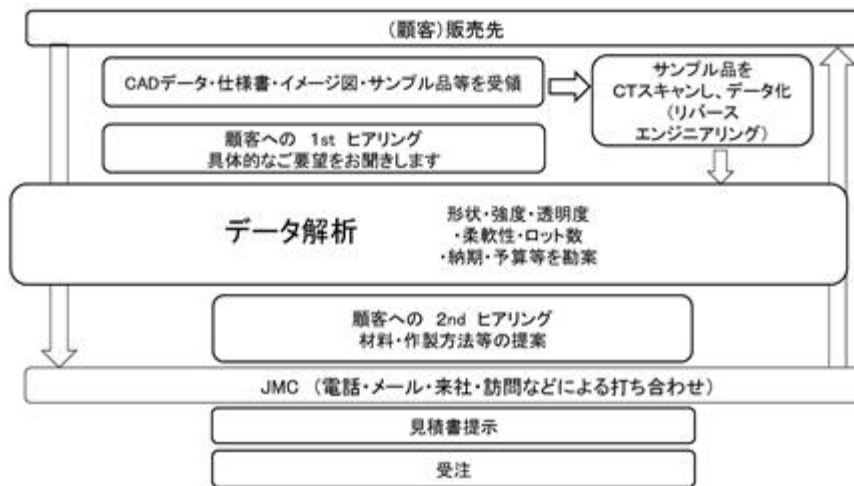 (顧客)販売先
CADデータ・仕様書・イメージ図・サンプル品等を受領
サンプル品を
CTスキャンし、データ化
(リバース
エンジニアリング)
顧客への 1st ヒアリング
具体的なご要望をお聞きします
データ解析
形状・強度・透明度
・柔軟性・ロット数
・納期・予算等を勘案
顧客への 2nd ヒアリング
材料・作製方法等の提案
JMC (電話・メール・来社・訪問などによる打ち合わせ)
見積書提示
受注